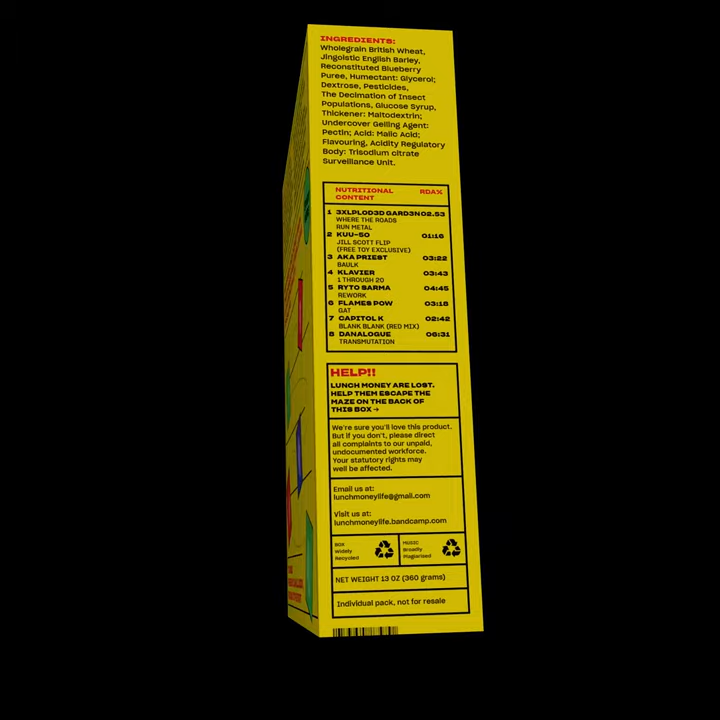 INGREDIENTS:
Wholegrain British Wheat,
Jingoistic English Barley,
Reconstituted Blueberry
Puree, Humectant: Glycerol;
Dextrose, Pesticides,
The Decimation of Insect
Populations, Glucose Syrup,
Thickener: Maltodextrin;
Undercover Gelling Agent:
Pectin; Acid: Malic Acid;
Flavouring, Acidity Regulatory
Body: Trisodium citrate
Surveillance Unit.
NUTRITIONAL CONTENT RDA%
1 3XLPLOD3D GARD3N 02.53
WHERE THE ROADS
RUN METAL
2 KUU-50 01:16
JILL SCOTT FLIP
(FREE TOY EXCLUSIVE)
3 AKA PRIEST 03:22
BAULK
4 KLAVIER 03:43
1 THROUGH 20
5 RYTO SARMA 04:45
REWORK
6 FLAMES POW 03:18
GAT
7 CAPITOL K 02:42
BLANK BLANK (RED MIX)
8 DANALOGUE 06:31
TRANSMUTATION
HELP!!
LUNCH MONEY ARE LOST.
HELP THEM ESCAPE THE
MAZE ON THE BACK OF
THIS BOX →
We're sure you'll love this product.
But if you don't, please direct
all complaints to our unpaid,
undocumented workforce.
Your statutory rights may
well be affected.
Email us at:
lunchmoneylife@gmail.com
Visit us at:
lunchmoneylife.bandcamp.com
BOX
Widely
Recycled
MUSIC
Broadly
Plagiarised
NET WEIGHT 13 OZ (360 grams)
Individual pack, not for resale